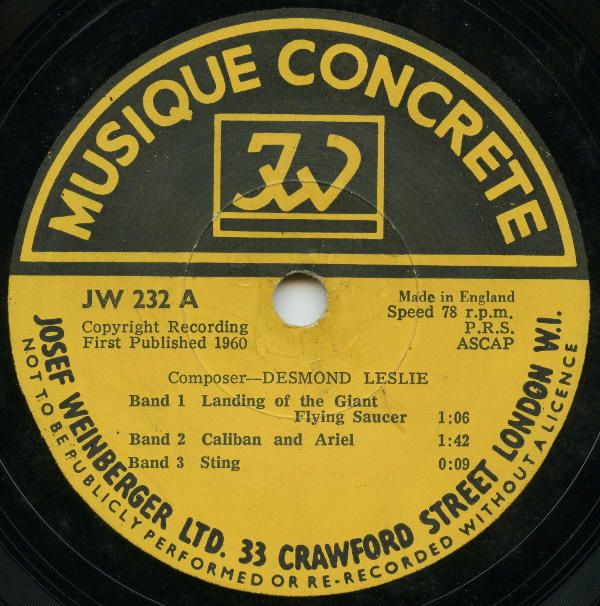 MUSIQUE CONCRETE
JW
JW 232 A
Copyright Recording
First Published 1960
Made in England
Speed 78 r.p.m.
P.R.S.
ASCAP
Composer—DESMOND LESLIE
Band 1 Landing of the Giant
Flying Saucer 1:06
Band 2 Caliban and Ariel 1:42
Band 3 Sting 0:09
JOSEF WEINBERGER LTD. 33 CRAWFORD STREET LONDON W.I.
NOT TO BE PUBLICLY PERFORMED OR RE-RECORDED WITHOUT A LICENCE